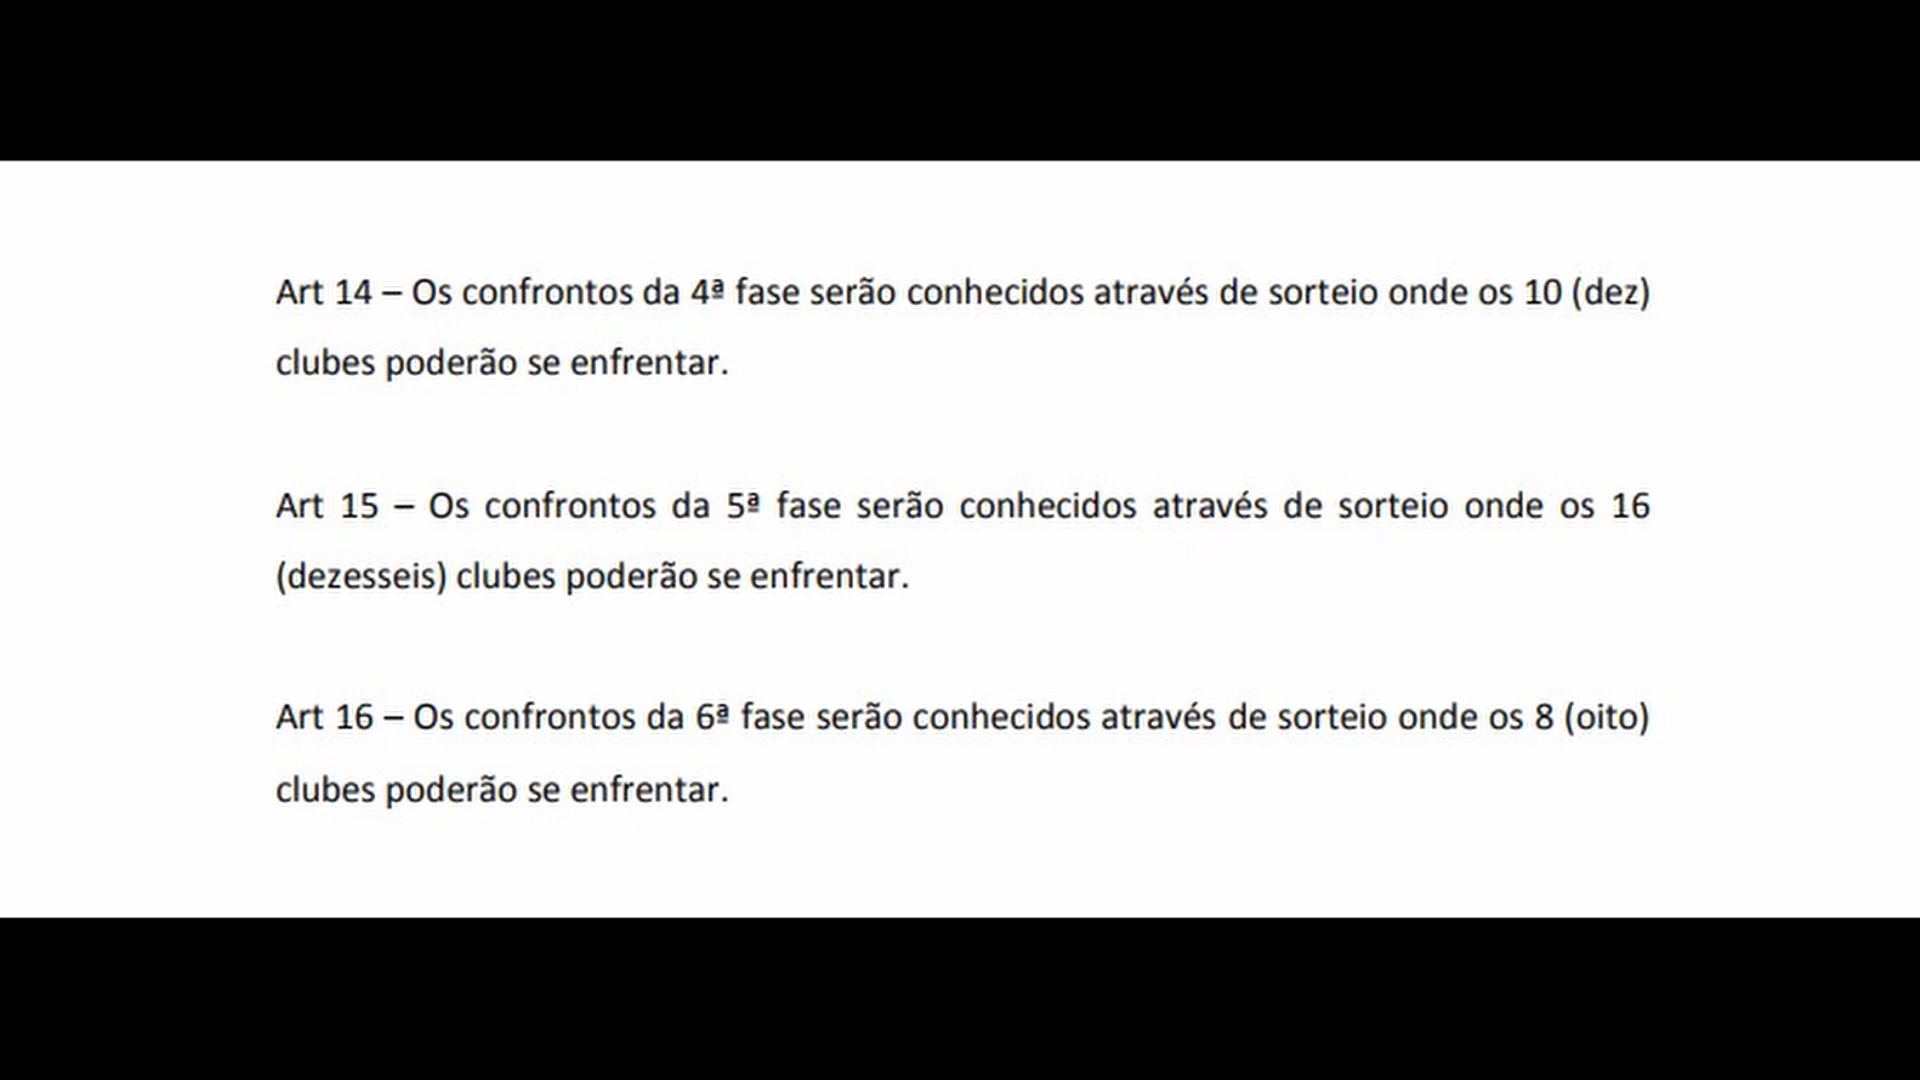 Art 14 – Os confrontos da 4ª fase serão conhecidos através de sorteio onde os 10 (dez)
clubes poderão se enfrentar.
Art 15 – Os confrontos da 5ª fase serão conhecidos através de sorteio onde os 16
(dezesseis) clubes poderão se enfrentar.
Art 16 – Os confrontos da 6ª fase serão conhecidos através de sorteio onde os 8 (oito)
clubes poderão se enfrentar.